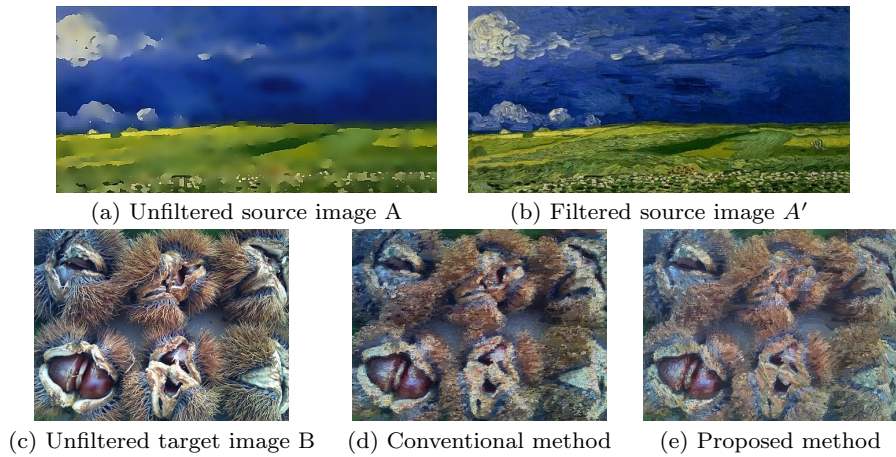 (a) Unfiltered source image A
(b) Filtered source image A′
(c) Unfiltered target image B
(d) Conventional method
(e) Proposed method